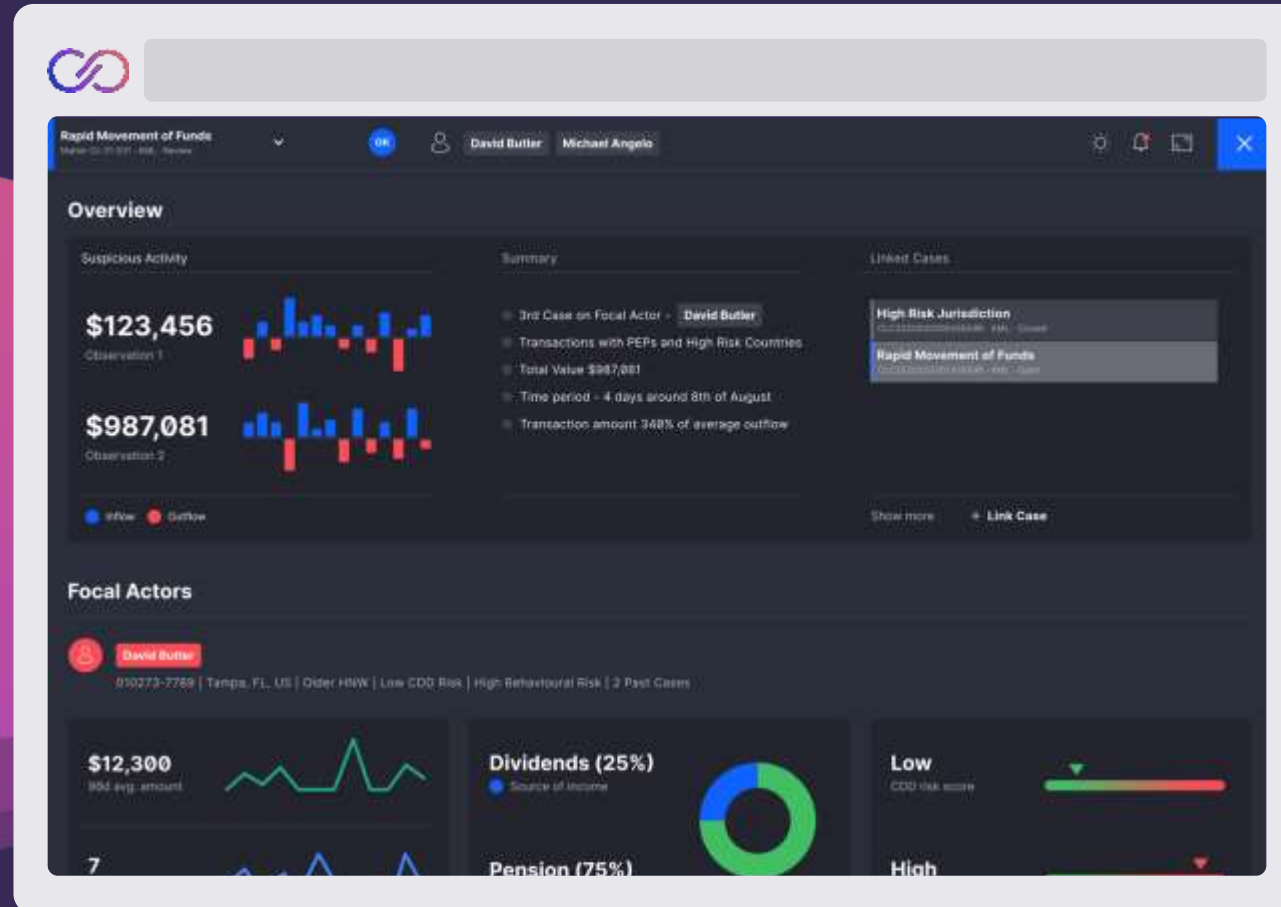 Rapid Movement of Funds
David Butler Michael Angelo
Overview
Suspicious Activity
$123,456
Observation 1
$987,081
Observation 2
Inflow Outflow
Summary
3rd Case on Focal Actor - David Butler
Transactions with PEPs and High Risk Countries
Total Value $987,081
Time period - 4 days around 8th of August
Transaction amount 340% of average outflow
Linked Cases
High Risk Jurisdiction
Rapid Movement of Funds
Show more + Link Case
Focal Actors
David Butler
010273-7789 | Tampa, FL, US | Older HNW | Low CDD Risk | High Behavioural Risk | 2 Past Cases
$12,300
90d avg. amount
7
Dividends (25%)
Source of income
Pension (75%)
Low
CDD risk score
High